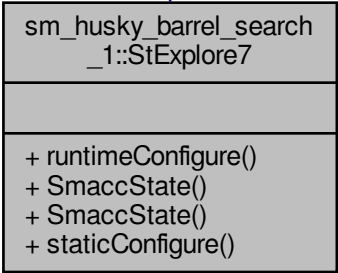 sm_husky_barrel_search
_1::StExplore7
+ runtimeConfigure()
+ SmaccState()
+ SmaccState()
+ staticConfigure()